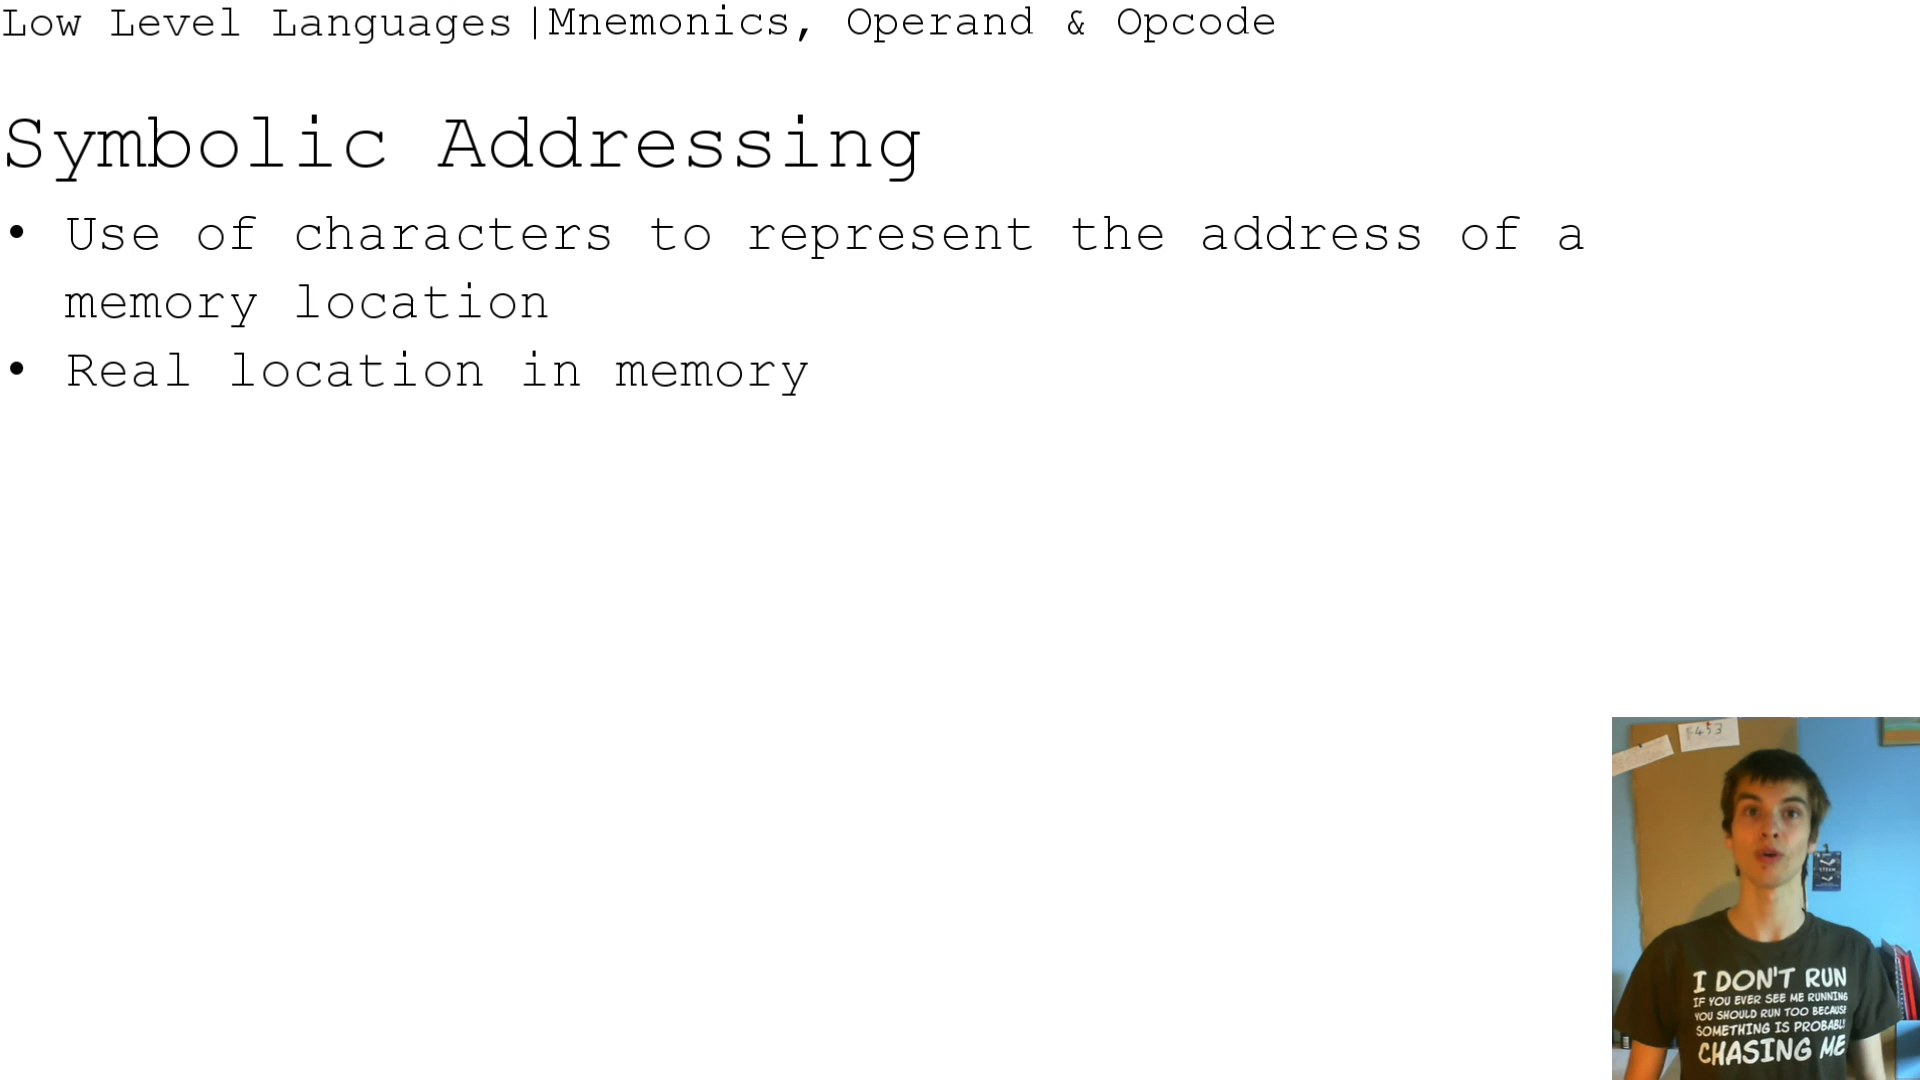 Low Level Languages |Mnemonics, Operand & Opcode
Symbolic Addressing
• Use of characters to represent the address of a
memory location
• Real location in memory
F453
STEAM
I DON'T RUN
IF YOU EVER SEE ME RUNNING
YOU SHOULD RUN TOO BECAUSE
SOMETHING IS PROBABLY
CHASING ME